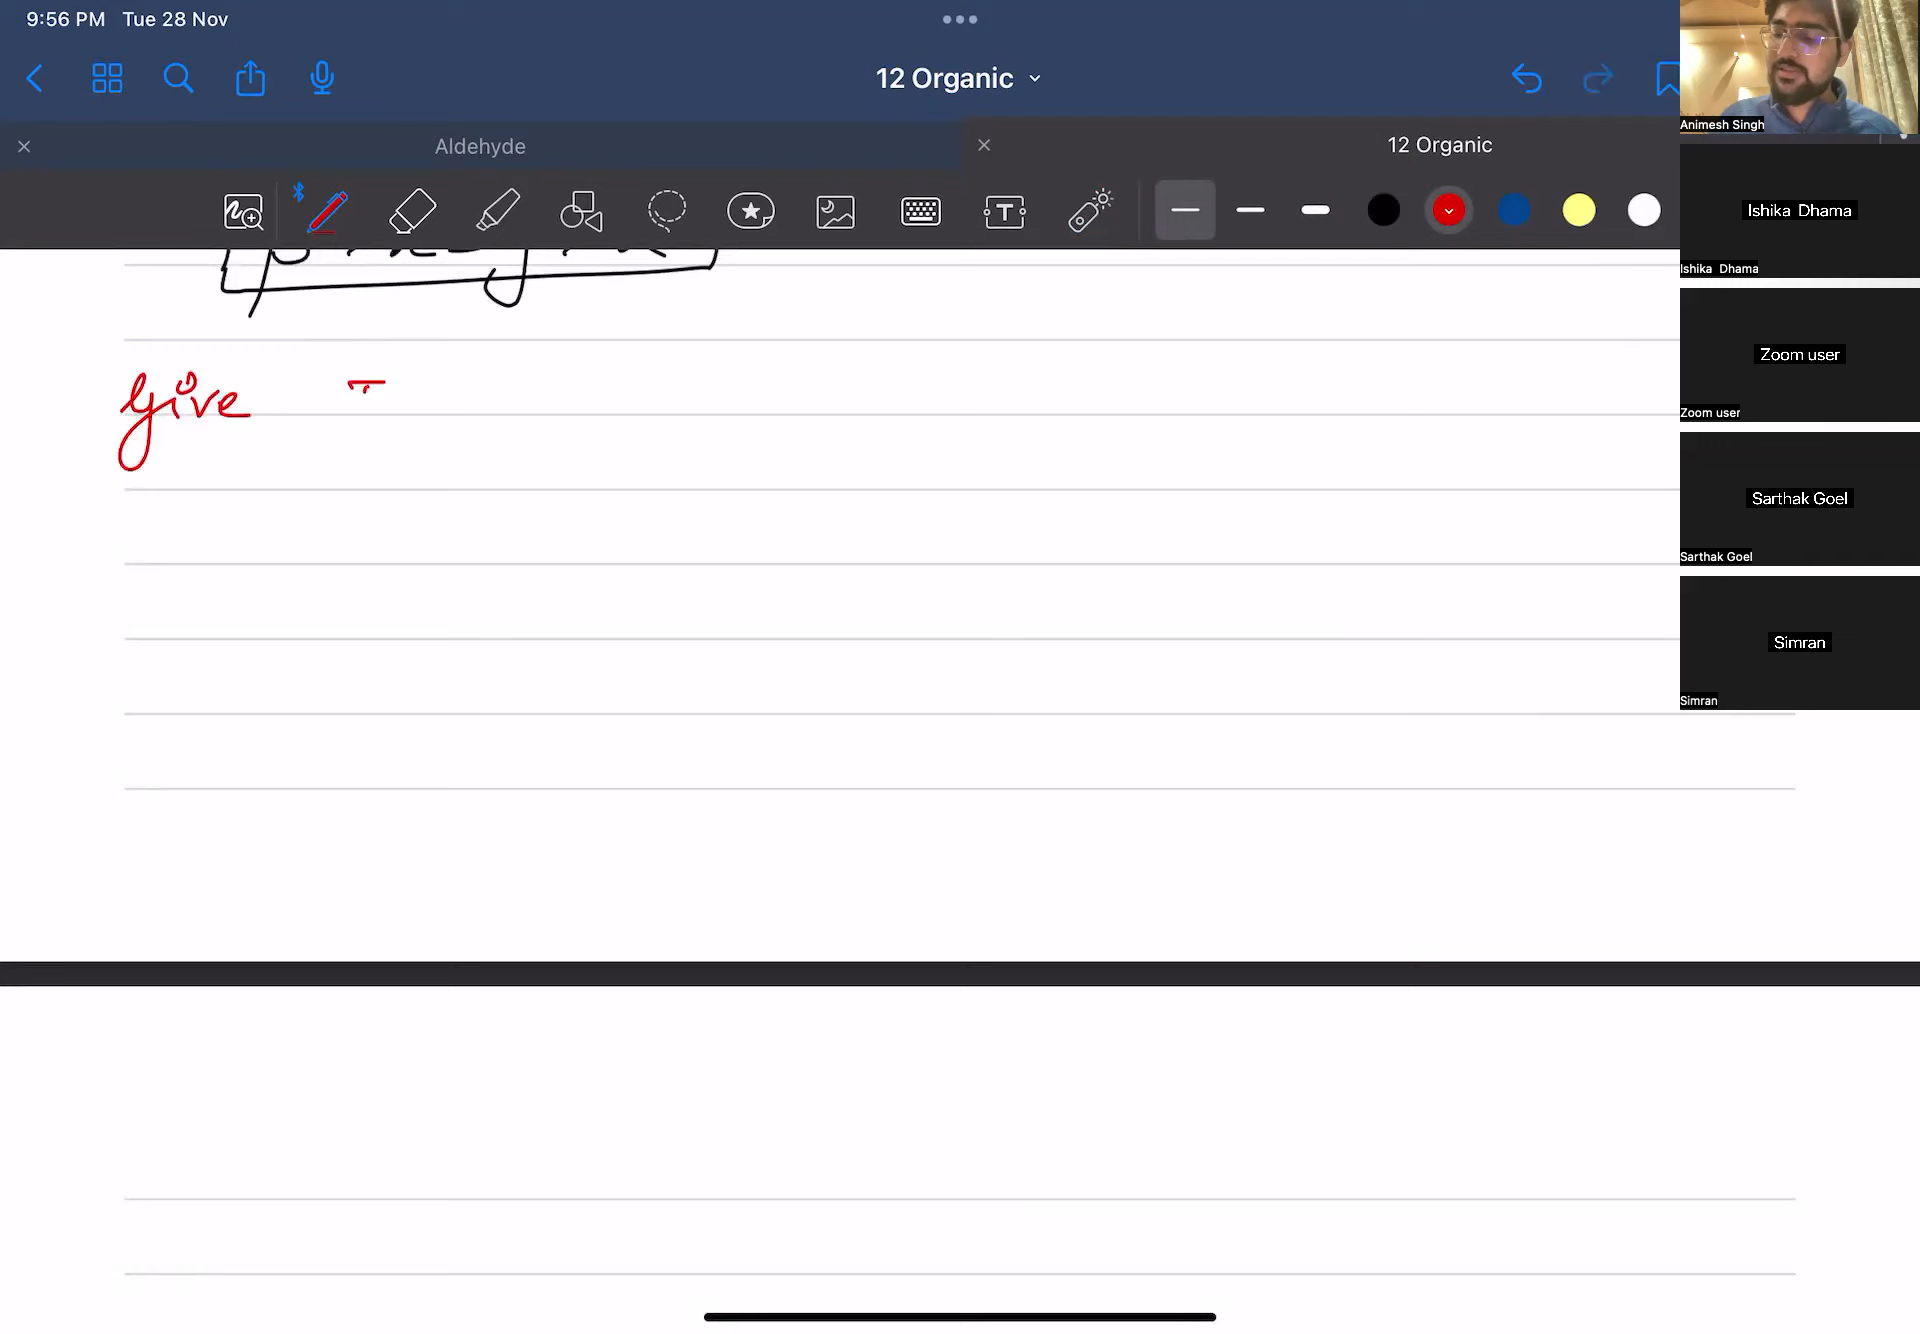 9:56 PM Tue 28 Nov
12 Organic
Aldehyde
12 Organic
Animesh Singh
Ishika Dhama
Ishika Dhama
Zoom user
Zoom user
Sarthak Goel
Sarthak Goel
Simran
Simran
give